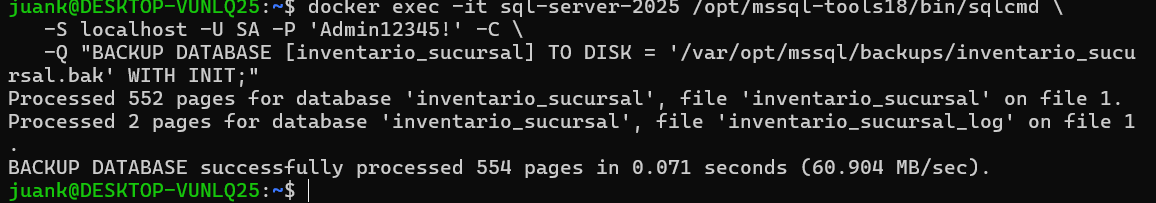 juank@DESKTOP-VUNLQ25:~$ docker exec -it sql-server-2025 /opt/mssql-tools18/bin/sqlcmd \
   -S localhost -U SA -P 'Admin12345!' -C \
   -Q "BACKUP DATABASE [inventario_sucursal] TO DISK = '/var/opt/mssql/backups/inventario_sucu
rsal.bak' WITH INIT;"
Processed 552 pages for database 'inventario_sucursal', file 'inventario_sucursal' on file 1.
Processed 2 pages for database 'inventario_sucursal', file 'inventario_sucursal_log' on file 1
.
BACKUP DATABASE successfully processed 554 pages in 0.071 seconds (60.904 MB/sec).
juank@DESKTOP-VUNLQ25:~$